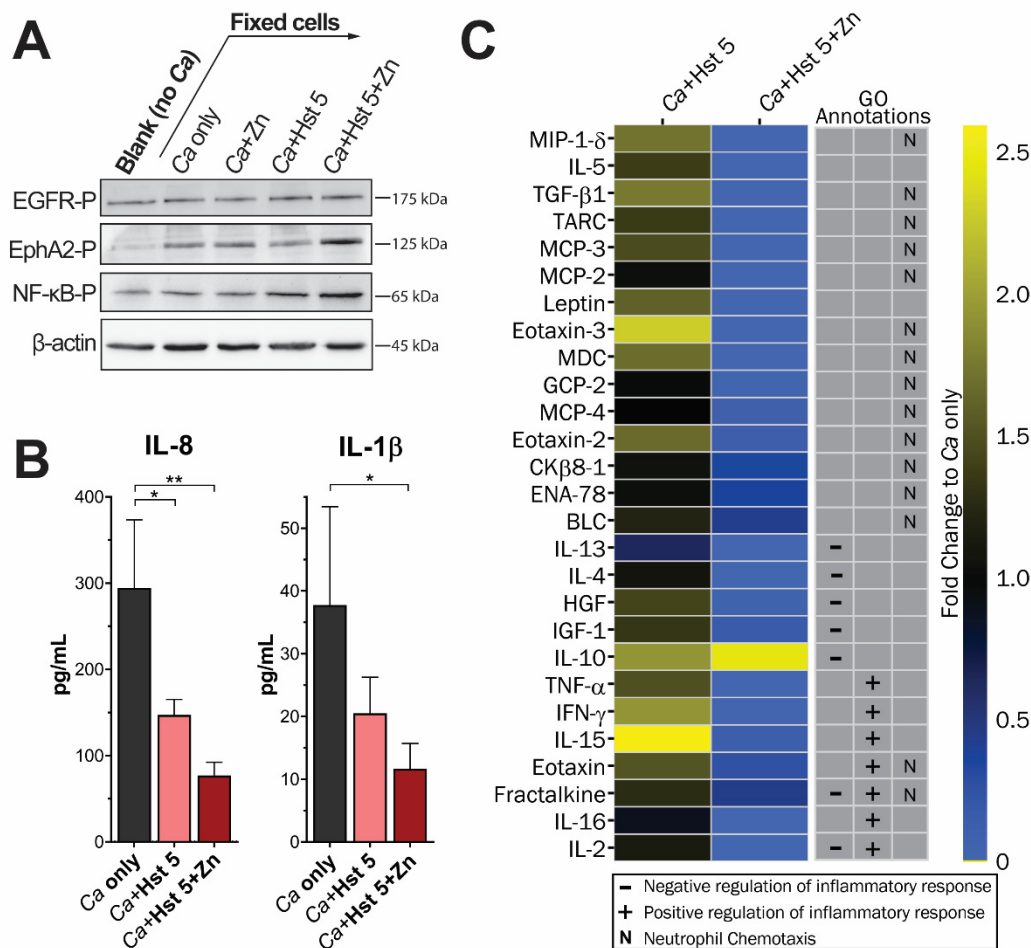 A
Fixed cells
Blank (no Ca)
Ca only
Ca+Zn
Ca+Hst 5
Ca+Hst 5+Zn
EGFR-P
175 kDa
EphA2-P
125 kDa
NF-κB-P
65 kDa
β-actin
45 kDa
B
IL-8
pg/mL
400
300
200
100
0
*
**
Ca only
Ca+Hst 5
Ca+Hst 5+Zn
IL-1β
pg/mL
50
40
30
20
10
0
*
Ca only
Ca+Hst 5
Ca+Hst 5+Zn
C
Ca+Hst 5
Ca+Hst 5+Zn
GO
Annotations
MIP-1-δ N
IL-5
TGF-β1 N
TARC N
MCP-3 N
MCP-2 N
Leptin
Eotaxin-3 N
MDC N
GCP-2 N
MCP-4 N
Eotaxin-2 N
CKβ8-1 N
ENA-78 N
BLC N
IL-13 -
IL-4 -
HGF -
IGF-1 -
IL-10 -
TNF-α +
IFN-γ +
IL-15 +
Eotaxin + N
Fractalkine - + N
IL-16 +
IL-2 - +
Fold Change to Ca only
2.5
2.0
1.5
1.0
0.5
0
- Negative regulation of inflammatory response
+ Positive regulation of inflammatory response
N Neutrophil Chemotaxis